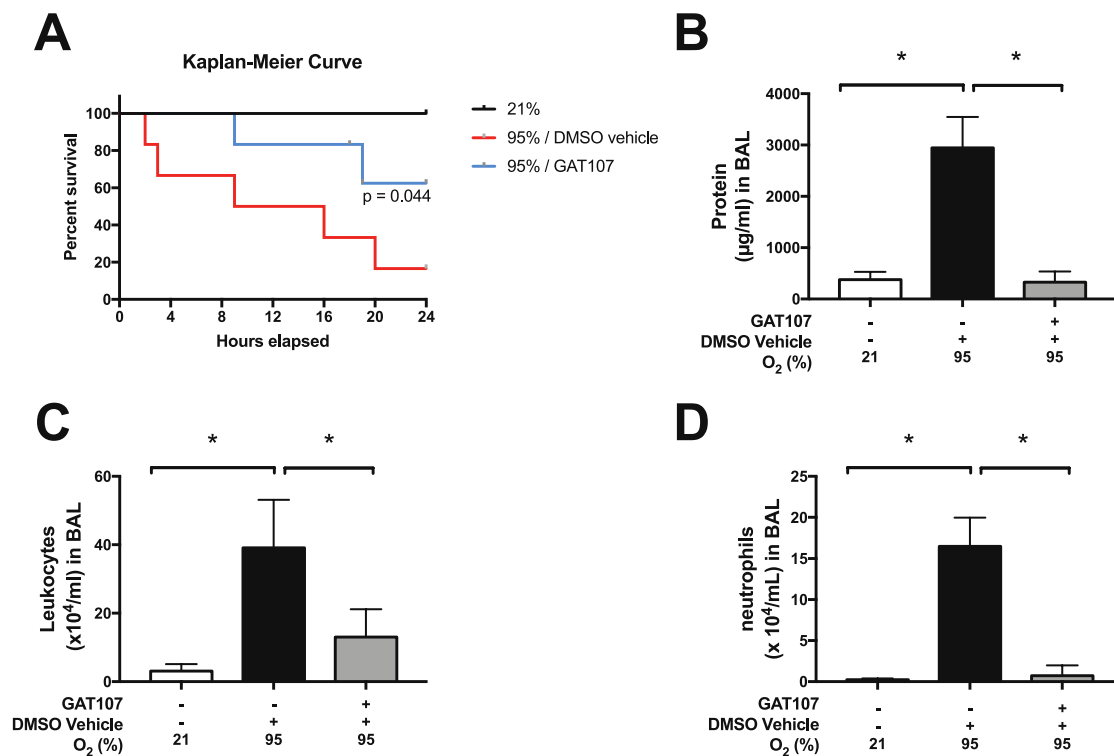 A
Kaplan-Meier Curve
Percent survival
100
80
60
40
20
0
0 4 8 12 16 20 24
Hours elapsed
p = 0.044
21%
95% / DMSO vehicle
95% / GAT107
B
* *
Protein
(µg/ml) in BAL
4000
3000
2000
1000
0
GAT107 - - +
DMSO Vehicle - + +
O₂ (%) 21 95 95
C
* *
Leukocytes
(x10⁴/ml) in BAL
60
40
20
0
GAT107 - - +
DMSO Vehicle - + +
O₂ (%) 21 95 95
D
* *
neutrophils
(x 10⁴/mL) in BAL
25
20
15
10
5
0
GAT107 - - +
DMSO Vehicle - + +
O₂ (%) 21 95 95